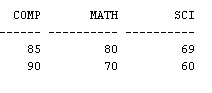 COMP MATH SCI
------ ---------- ----------
85 80 69
90 70 60